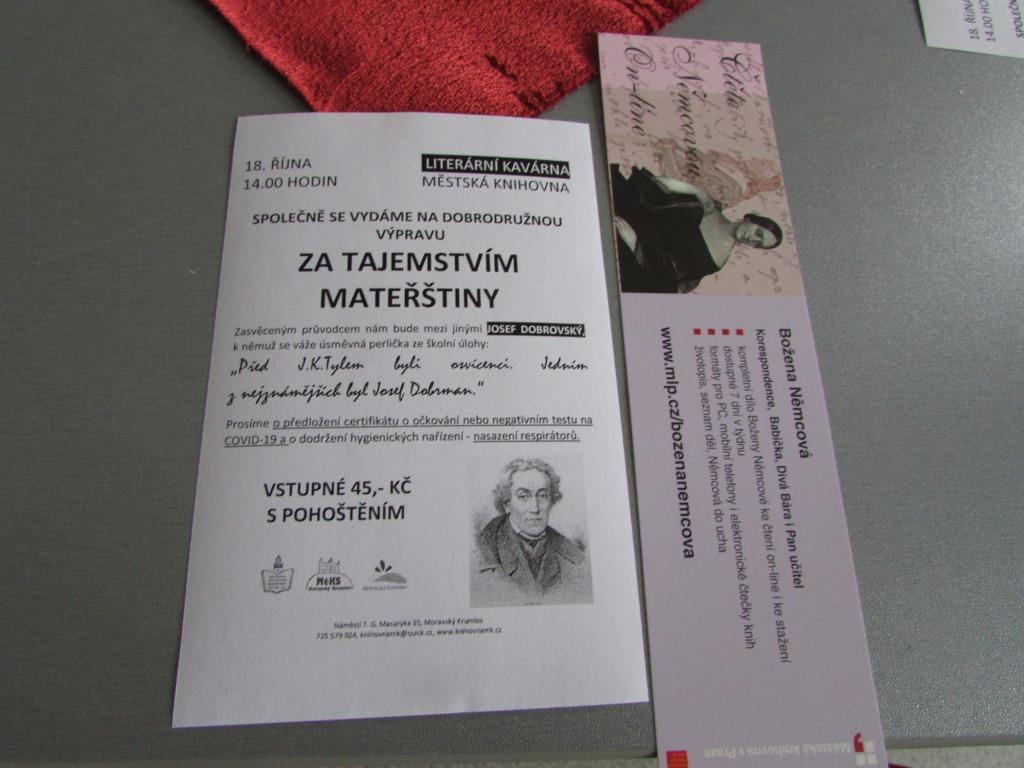 18. ŘÍJNA
14.00 HODIN
LITERÁRNÍ KAVÁRNA
MĚSTSKÁ KNIHOVNA
SPOLEČNĚ SE VYDÁME NA DOBRODRUŽNOU
VÝPRAVU
ZA TAJEMSTVÍM
MATEŘŠTINY
Zasvěceným průvodcem nám bude mezi jinými JOSEF DOBROVSKÝ,
k němuž se váže úsměvná perlička ze školní úlohy:
„Před J.K.Tylem byli osvícenci. Jedním
z nejznámějších byl Josef Dobrman.“
Prosíme o předložení certifikátu o očkování nebo negativním testu na
COVID-19 a o dodržení hygienických nařízení - nasazení respirátorů.
VSTUPNÉ 45,- KČ
S POHOŠTĚNÍM
MěKS
Moravský Krumlov
Náměstí T. G. Masaryka 35, Moravský Krumlov
725 579 924, knihovnamk@quick.cz, www.knihovnamk.cz
Čtěte
Němcovou
On-line
Božena Němcová
Korespondence, Babička, Divá Bára i Pan učitel
kompletní dílo Boženy Němcové ke čtení on-line i ke stažení
dostupné 7 dní v týdnu
formáty pro PC, mobilní telefony i elektronické čtečky knih
životopis, seznam děl, Němcová do ucha
www.mlp.cz/bozenanemcova
Městská knihovna v Praze
18. ŘÍJNA
14.00 HO
SPOLEČN